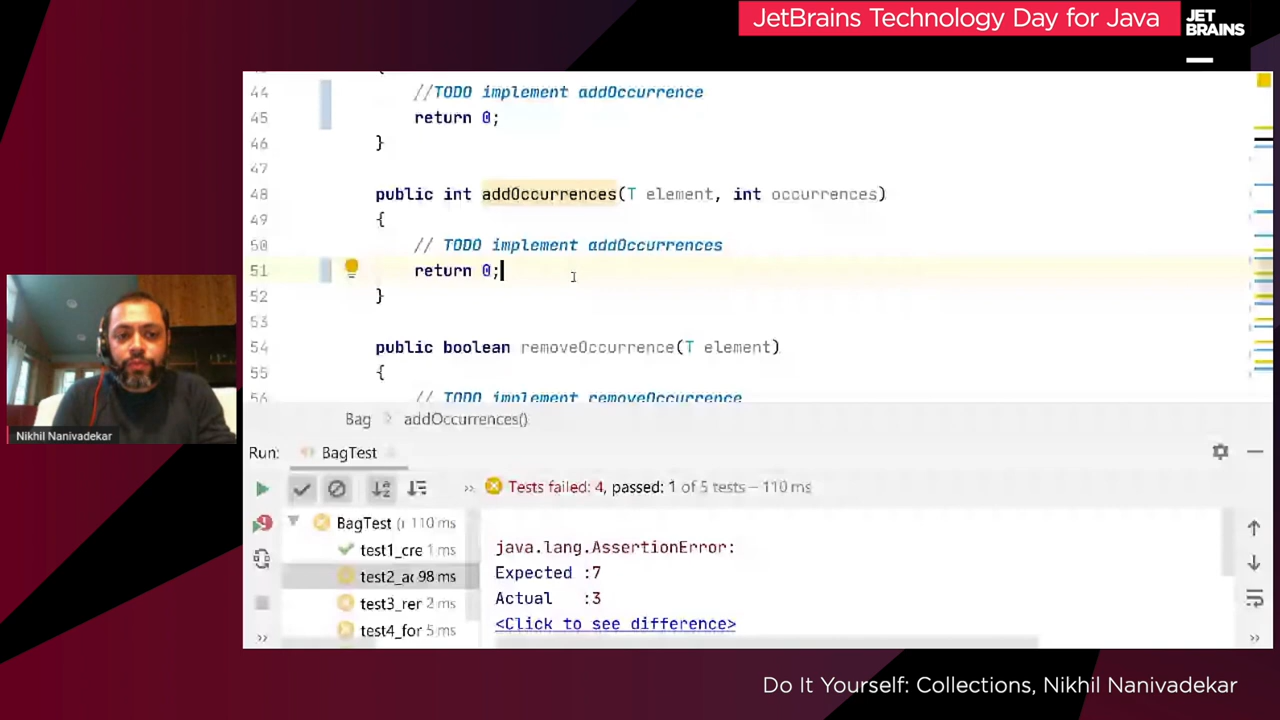 JetBrains Technology Day for Java
JET
BRAINS
{
44 //TODO implement addOccurrence
45 return 0;
46 }
47
48 public int addOccurrences(T element, int occurrences)
49 {
50 // TODO implement addOccurrences
51 return 0;
52 }
53
54 public boolean removeOccurrence(T element)
55 {
56 // TODO implement removeOccurrence
Nikhil Nanivadekar
Bag > addOccurrences()
Run: BagTest
» Tests failed: 4, passed: 1 of 5 tests – 110 ms
BagTest (r 110 ms
test1_cre 1 ms
test2_ac 98 ms
test3_rer 2 ms
test4_for 5 ms
java.lang.AssertionError:
Expected :7
Actual :3
<Click to see difference>
Do It Yourself: Collections, Nikhil Nanivadekar